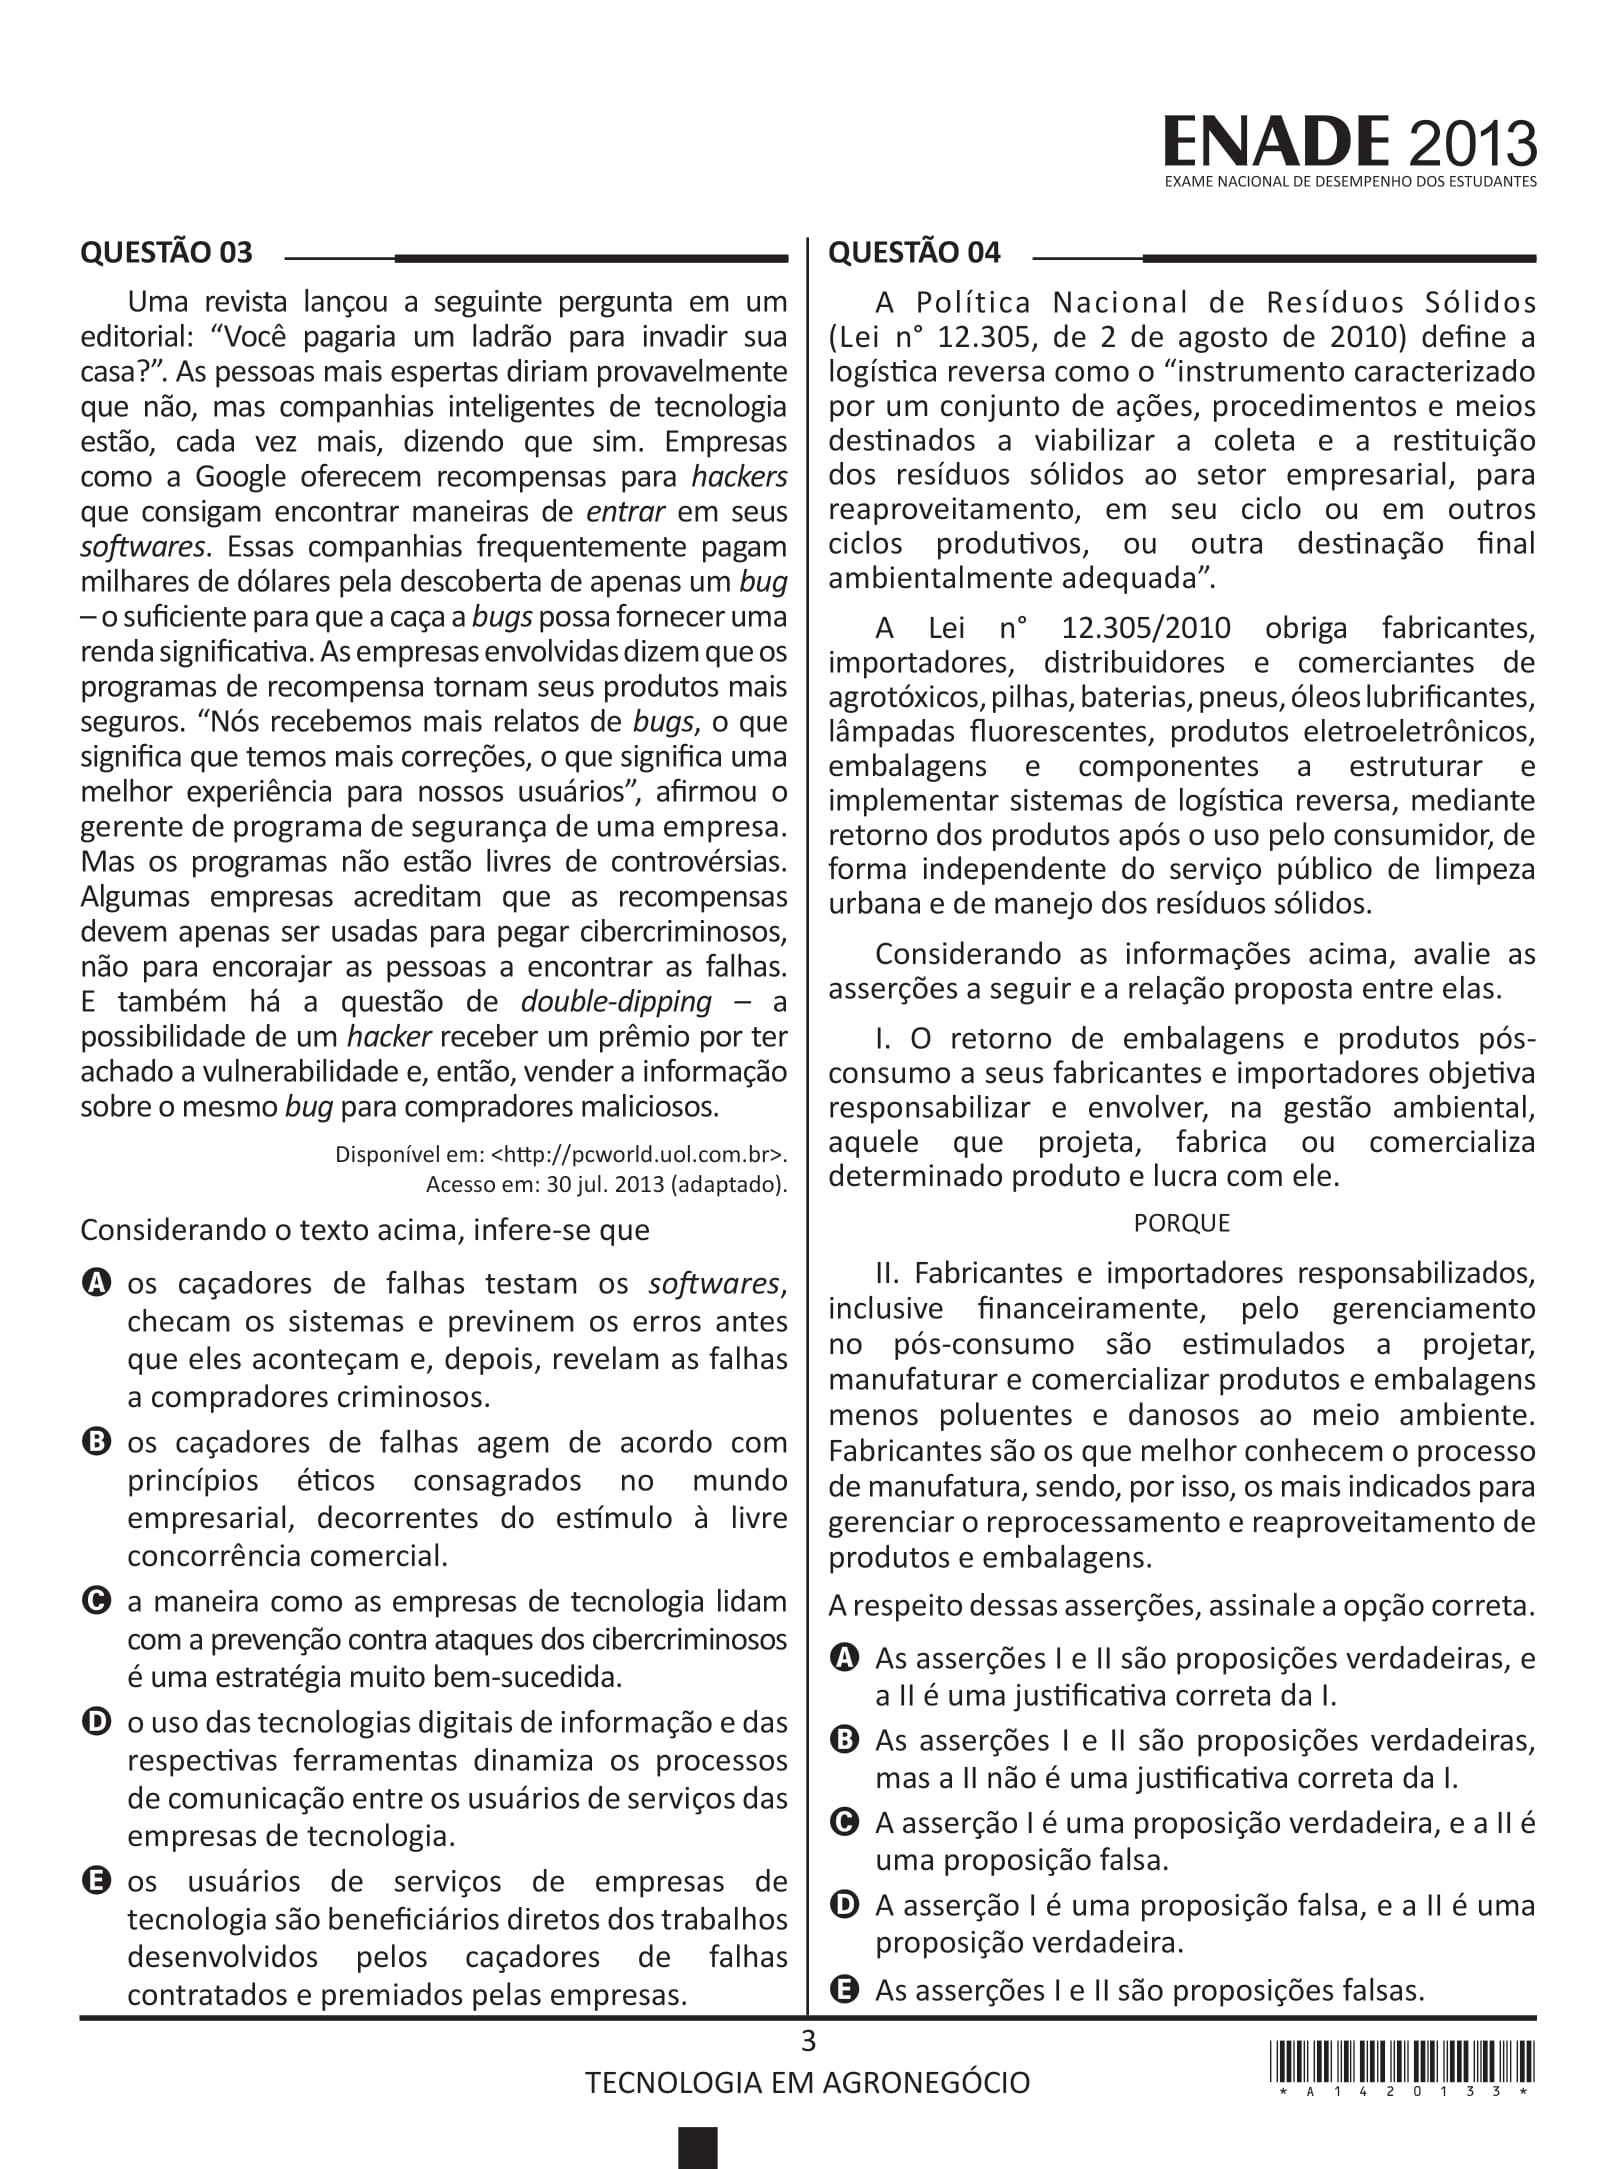 ENADE 2013
EXAME NACIONAL DE DESEMPENHO DOS ESTUDANTES
QUESTÃO 03
Uma revista lançou a seguinte pergunta em um
editorial: “Você pagaria um ladrão para invadir sua
casa?”. As pessoas mais espertas diriam provavelmente
que não, mas companhias inteligentes de tecnologia
estão, cada vez mais, dizendo que sim. Empresas
como a Google oferecem recompensas para hackers
que consigam encontrar maneiras de entrar em seus
softwares. Essas companhias frequentemente pagam
milhares de dólares pela descoberta de apenas um bug
– o suficiente para que a caça a bugs possa fornecer uma
renda significativa. As empresas envolvidas dizem que os
programas de recompensa tornam seus produtos mais
seguros. “Nós recebemos mais relatos de bugs, o que
significa que temos mais correções, o que significa uma
melhor experiência para nossos usuários”, afirmou o
gerente de programa de segurança de uma empresa.
Mas os programas não estão livres de controvérsias.
Algumas empresas acreditam que as recompensas
devem apenas ser usadas para pegar cibercriminosos,
não para encorajar as pessoas a encontrar as falhas.
E também há a questão de double-dipping – a
possibilidade de um hacker receber um prêmio por ter
achado a vulnerabilidade e, então, vender a informação
sobre o mesmo bug para compradores maliciosos.
Disponível em: <http://pcworld.uol.com.br>.
Acesso em: 30 jul. 2013 (adaptado).
Considerando o texto acima, infere-se que
A os caçadores de falhas testam os softwares,
checam os sistemas e previnem os erros antes
que eles aconteçam e, depois, revelam as falhas
a compradores criminosos.
B os caçadores de falhas agem de acordo com
princípios éticos consagrados no mundo
empresarial, decorrentes do estímulo à livre
concorrência comercial.
C a maneira como as empresas de tecnologia lidam
com a prevenção contra ataques dos cibercriminosos
é uma estratégia muito bem-sucedida.
D o uso das tecnologias digitais de informação e das
respectivas ferramentas dinamiza os processos
de comunicação entre os usuários de serviços das
empresas de tecnologia.
E os usuários de serviços de empresas de
tecnologia são beneficiários diretos dos trabalhos
desenvolvidos pelos caçadores de falhas
contratados e premiados pelas empresas.
QUESTÃO 04
A Política Nacional de Resíduos Sólidos
(Lei n° 12.305, de 2 de agosto de 2010) define a
logística reversa como o “instrumento caracterizado
por um conjunto de ações, procedimentos e meios
destinados a viabilizar a coleta e a restituição
dos resíduos sólidos ao setor empresarial, para
reaproveitamento, em seu ciclo ou em outros
ciclos produtivos, ou outra destinação final
ambientalmente adequada”.
A Lei n° 12.305/2010 obriga fabricantes,
importadores, distribuidores e comerciantes de
agrotóxicos, pilhas, baterias, pneus, óleos lubrificantes,
lâmpadas fluorescentes, produtos eletroeletrônicos,
embalagens e componentes a estruturar e
implementar sistemas de logística reversa, mediante
retorno dos produtos após o uso pelo consumidor, de
forma independente do serviço público de limpeza
urbana e de manejo dos resíduos sólidos.
Considerando as informações acima, avalie as
asserções a seguir e a relação proposta entre elas.
I. O retorno de embalagens e produtos pós-
consumo a seus fabricantes e importadores objetiva
responsabilizar e envolver, na gestão ambiental,
aquele que projeta, fabrica ou comercializa
determinado produto e lucra com ele.
PORQUE
II. Fabricantes e importadores responsabilizados,
inclusive financeiramente, pelo gerenciamento
no pós-consumo são estimulados a projetar,
manufaturar e comercializar produtos e embalagens
menos poluentes e danosos ao meio ambiente.
Fabricantes são os que melhor conhecem o processo
de manufatura, sendo, por isso, os mais indicados para
gerenciar o reprocessamento e reaproveitamento de
produtos e embalagens.
A respeito dessas asserções, assinale a opção correta.
A As asserções I e II são proposições verdadeiras, e
a II é uma justificativa correta da I.
B As asserções I e II são proposições verdadeiras,
mas a II não é uma justificativa correta da I.
C A asserção I é uma proposição verdadeira, e a II é
uma proposição falsa.
D A asserção I é uma proposição falsa, e a II é uma
proposição verdadeira.
E As asserções I e II são proposições falsas.
3
TECNOLOGIA EM AGRONEGÓCIO
* A 1 4 2 0 1 3 3 *